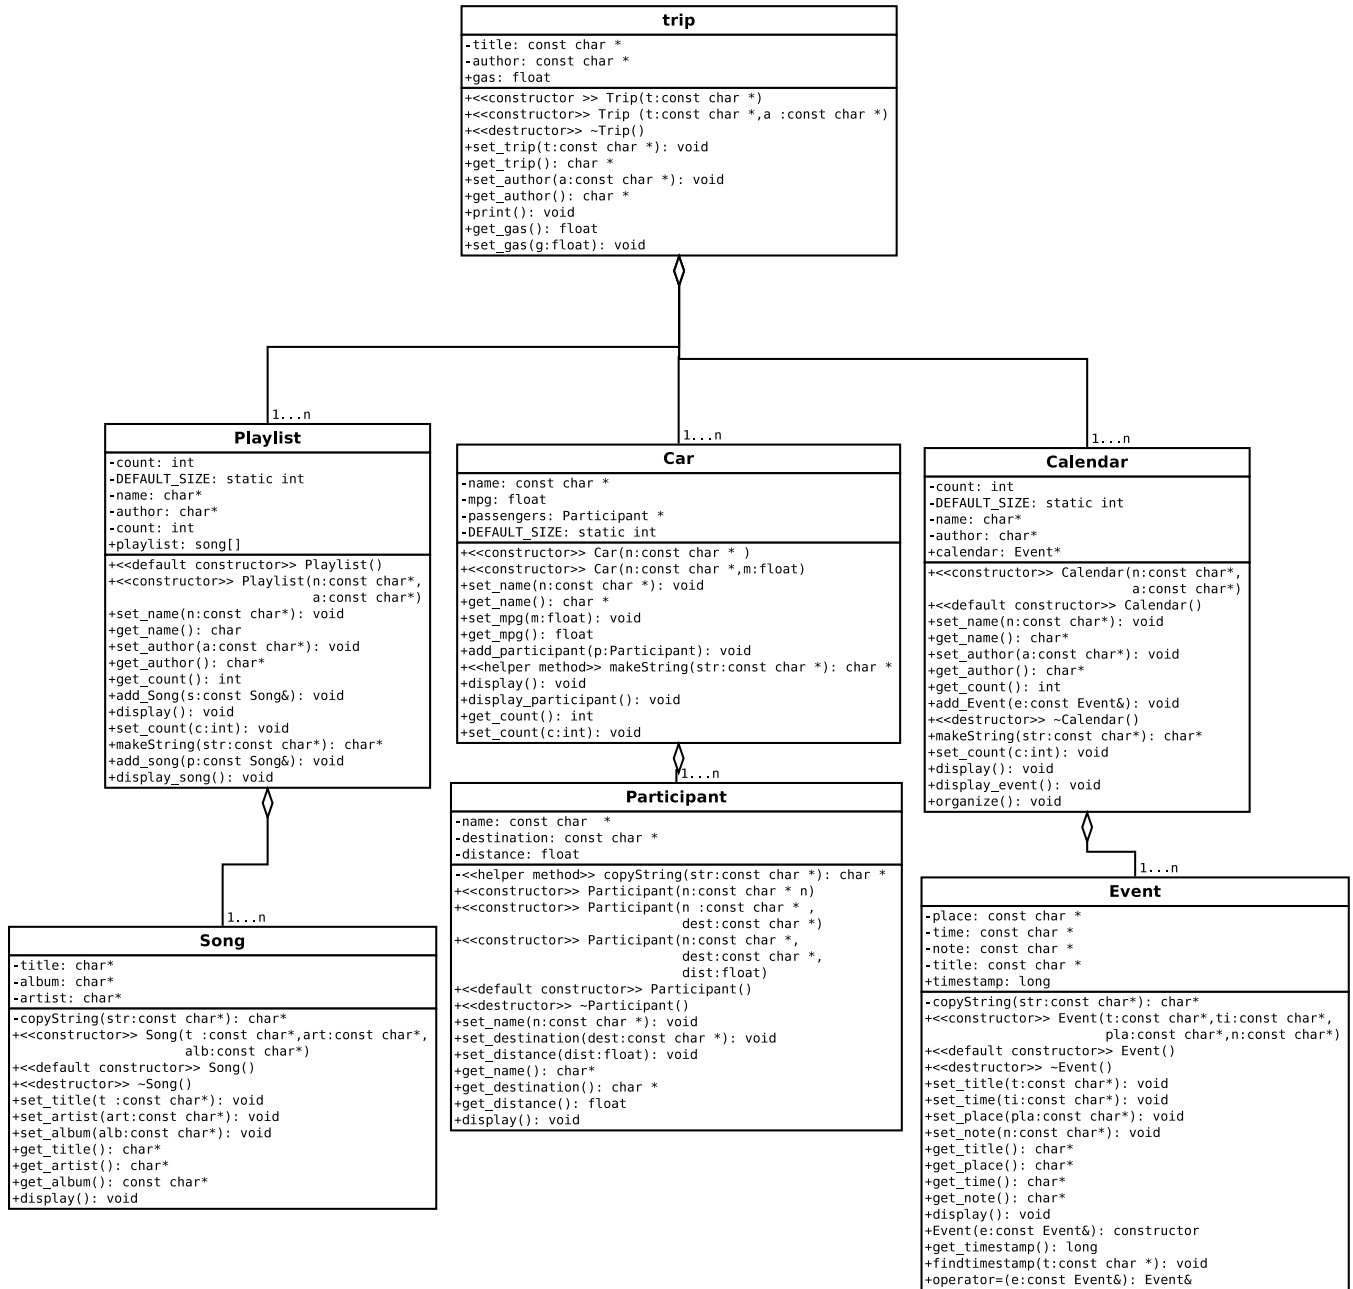 trip
-title: const char *
-author: const char *
+gas: float
+<<constructor >> Trip(t:const char *)
+<<constructor>> Trip (t:const char *,a :const char *)
+<<destructor>> ~Trip()
+set_trip(t:const char *): void
+get_trip(): char *
+set_author(a:const char *): void
+get_author(): char *
+print(): void
+get_gas(): float
+set_gas(g:float): void
1...n
Playlist
-count: int
-DEFAULT_SIZE: static int
-name: char*
-author: char*
-count: int
+playlist: song[]
+<<default constructor>> Playlist()
+<<constructor>> Playlist(n:const char*,
a:const char*)
+set_name(n:const char*): void
+get_name(): char
+set_author(a:const char*): void
+get_author(): char*
+get_count(): int
+add_Song(s:const Song&): void
+display(): void
+set_count(c:int): void
+makeString(str:const char*): char*
+add_song(p:const Song&): void
+display_song(): void
1...n
Car
-name: const char *
-mpg: float
-passengers: Participant *
-DEFAULT_SIZE: static int
+<<constructor>> Car(n:const char * )
+<<constructor>> Car(n:const char *,m:float)
+set_name(n:const char *): void
+get_name(): char *
+set_mpg(m:float): void
+get_mpg(): float
+add_participant(p:Participant): void
+<<helper method>> makeString(str:const char *): char *
+display(): void
+display_participant(): void
+get_count(): int
+set_count(c:int): void
1...n
Calendar
-count: int
-DEFAULT_SIZE: static int
-name: char*
-author: char*
+calendar: Event*
+<<constructor>> Calendar(n:const char*,
a:const char*)
+<<default constructor>> Calendar()
+set_name(n:const char*): void
+get_name(): char*
+set_author(a:const char*): void
+get_author(): char*
+get_count(): int
+add_Event(e:const Event&): void
+<<destructor>> ~Calendar()
+makeString(str:const char*): char*
+set_count(c:int): void
+display(): void
+display_event(): void
+organize(): void
1...n
Song
-title: char*
-album: char*
-artist: char*
-copyString(str:const char*): char*
+<<constructor>> Song(t :const char*,art:const char*,
alb:const char*)
+<<default constructor>> Song()
+<<destructor>> ~Song()
+set_title(t :const char*): void
+set_artist(art:const char*): void
+set_album(alb:const char*): void
+get_title(): char*
+get_artist(): char*
+get_album(): const char*
+display(): void
1...n
Participant
-name: const char  *
-destination: const char *
-distance: float
-<<helper method>> copyString(str:const char *): char *
+<<constructor>> Participant(n:const char * n)
+<<constructor>> Participant(n :const char * ,
dest:const char *)
+<<constructor>> Participant(n:const char *,
dest:const char *,
dist:float)
+<<default constructor>> Participant()
+<<destructor>> ~Participant()
+set_name(n:const char *): void
+set_destination(dest:const char *): void
+set_distance(dist:float): void
+get_name(): char*
+get_destination(): char *
+get_distance(): float
+display(): void
1...n
Event
-place: const char *
-time: const char *
-note: const char *
-title: const char *
+timestamp: long
-copyString(str:const char*): char*
+<<constructor>> Event(t:const char*,ti:const char*,
pla:const char*,n:const char*)
+<<default constructor>> Event()
+<<destructor>> ~Event()
+set_title(t:const char*): void
+set_time(ti:const char*): void
+set_place(pla:const char*): void
+set_note(n:const char*): void
+get_title(): char*
+get_place(): char*
+get_time(): char*
+get_note(): char*
+display(): void
+Event(e:const Event&): constructor
+get_timestamp(): long
+findtimestamp(t:const char *): void
+operator=(e:const Event&): Event&